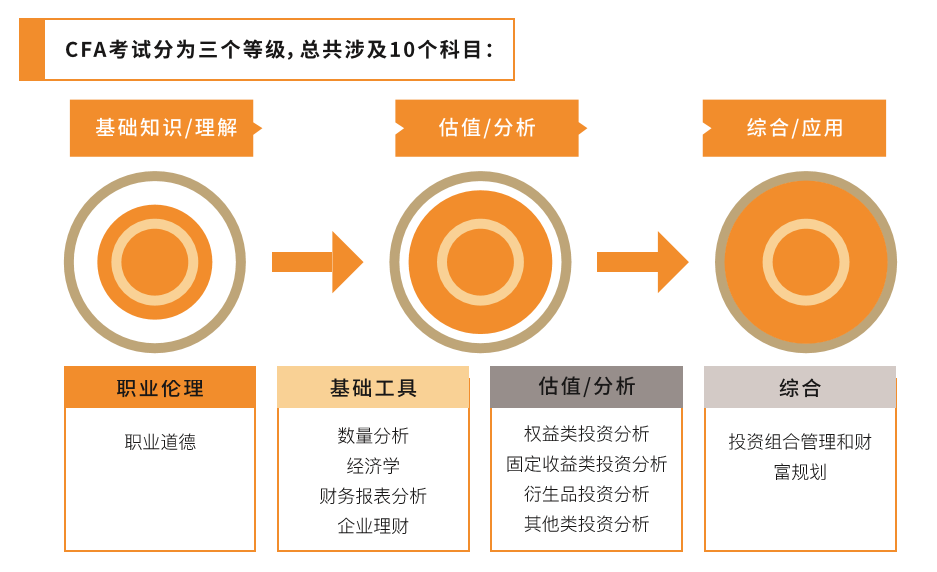 CFA考试分为三个等级，总共涉及10个科目：
基础知识/理解
估值/分析
综合/应用
职业伦理
职业道德
基础工具
数量分析
经济学
财务报表分析
企业理财
估值/分析
权益类投资分析
固定收益类投资分析
衍生品投资分析
其他类投资分析
综合
投资组合管理和财
富规划